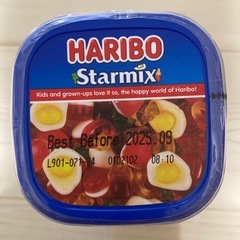 HARIBO
Starmix
Kids and grown-ups love it so, the happy world of Haribo!
Best Before 2025.09
L901-071-24 0102102 08:10